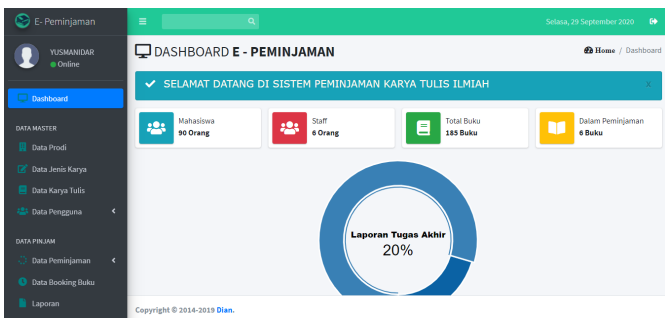 E- Peminjaman
Selasa, 29 September 2020
YUSMANIDAR
Online
Dashboard
DATA MASTER
Data Prodi
Data Jenis Karya
Data Karya Tulis
Data Pengguna
DATA PINJAM
Data Peminjaman
Data Booking Buku
Laporan
DASHBOARD E - PEMINJAMAN
Home / Dashboard
SELAMAT DATANG DI SISTEM PEMINJAMAN KARYA TULIS ILMIAH x
Mahasiswa
90 Orang
Staff
6 Orang
Total Buku
185 Buku
Dalam Peminjaman
6 Buku
Laporan Tugas Akhir
20%
Copyright © 2014-2019 Dian.